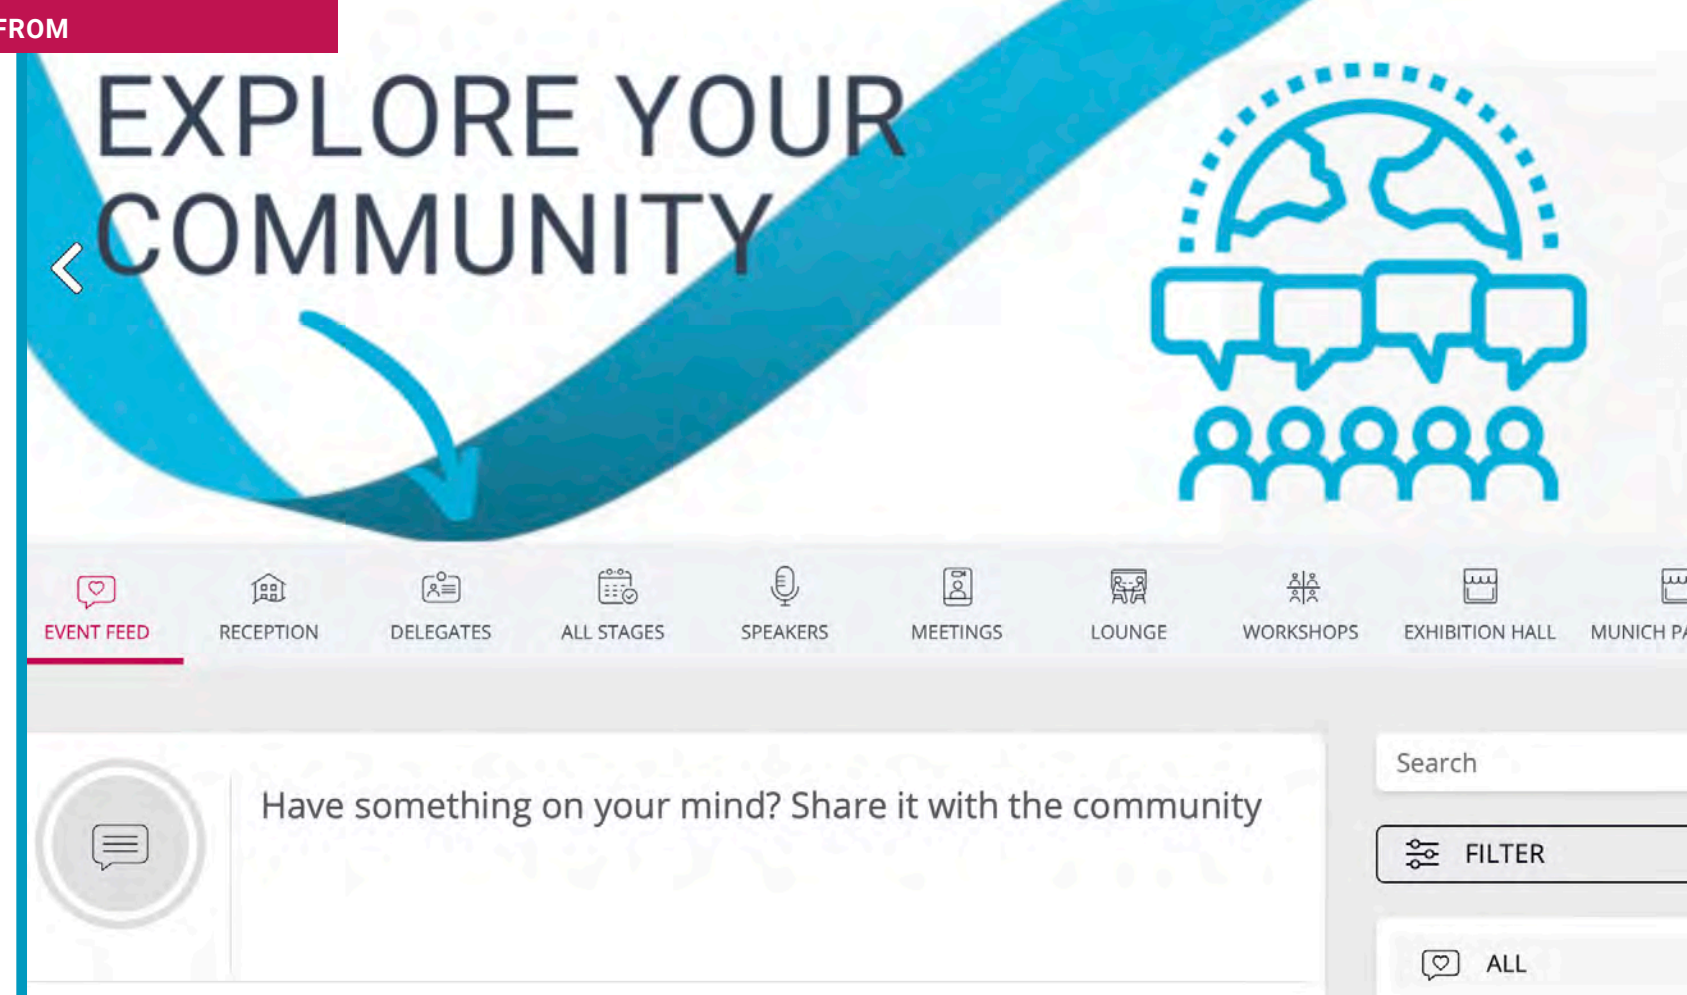 FROM
EXPLORE YOUR
COMMUNITY
EVENT FEED
RECEPTION
DELEGATES
ALL STAGES
SPEAKERS
MEETINGS
LOUNGE
WORKSHOPS
EXHIBITION HALL
MUNICH
Search
Have something on your mind? Share it with the community
FILTER
ALL